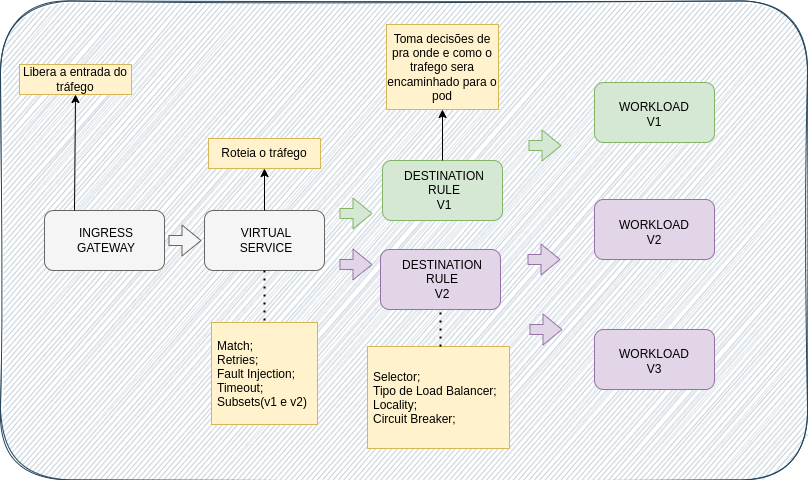 Toma decisões de
pra onde e como o
trafego sera
encaminhado para o
pod
Libera a entrada do
tráfego
Roteia o tráfego
INGRESS
GATEWAY
VIRTUAL
SERVICE
DESTINATION
RULE
V1
DESTINATION
RULE
V2
WORKLOAD
V1
WORKLOAD
V2
WORKLOAD
V3
Match;
Retries;
Fault Injection;
Timeout;
Subsets(v1 e v2)
Selector;
Tipo de Load Balancer;
Locality;
Circuit Breaker;